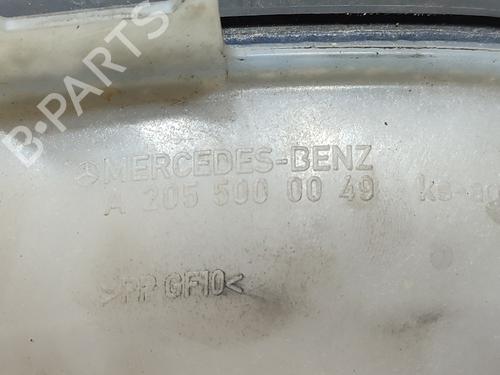 B-PARTS
MERCEDES-BENZ
A 205 500 00 49
>PP GF10<